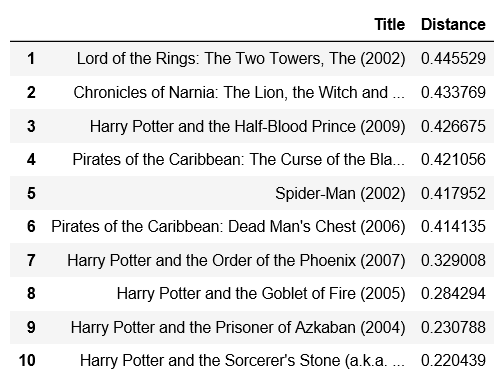 Title Distance
1 Lord of the Rings: The Two Towers, The (2002) 0.445529
2 Chronicles of Narnia: The Lion, the Witch and ... 0.433769
3 Harry Potter and the Half-Blood Prince (2009) 0.426675
4 Pirates of the Caribbean: The Curse of the Bla... 0.421056
5 Spider-Man (2002) 0.417952
6 Pirates of the Caribbean: Dead Man's Chest (2006) 0.414135
7 Harry Potter and the Order of the Phoenix (2007) 0.329008
8 Harry Potter and the Goblet of Fire (2005) 0.284294
9 Harry Potter and the Prisoner of Azkaban (2004) 0.230788
10 Harry Potter and the Sorcerer's Stone (a.k.a. ... 0.220439